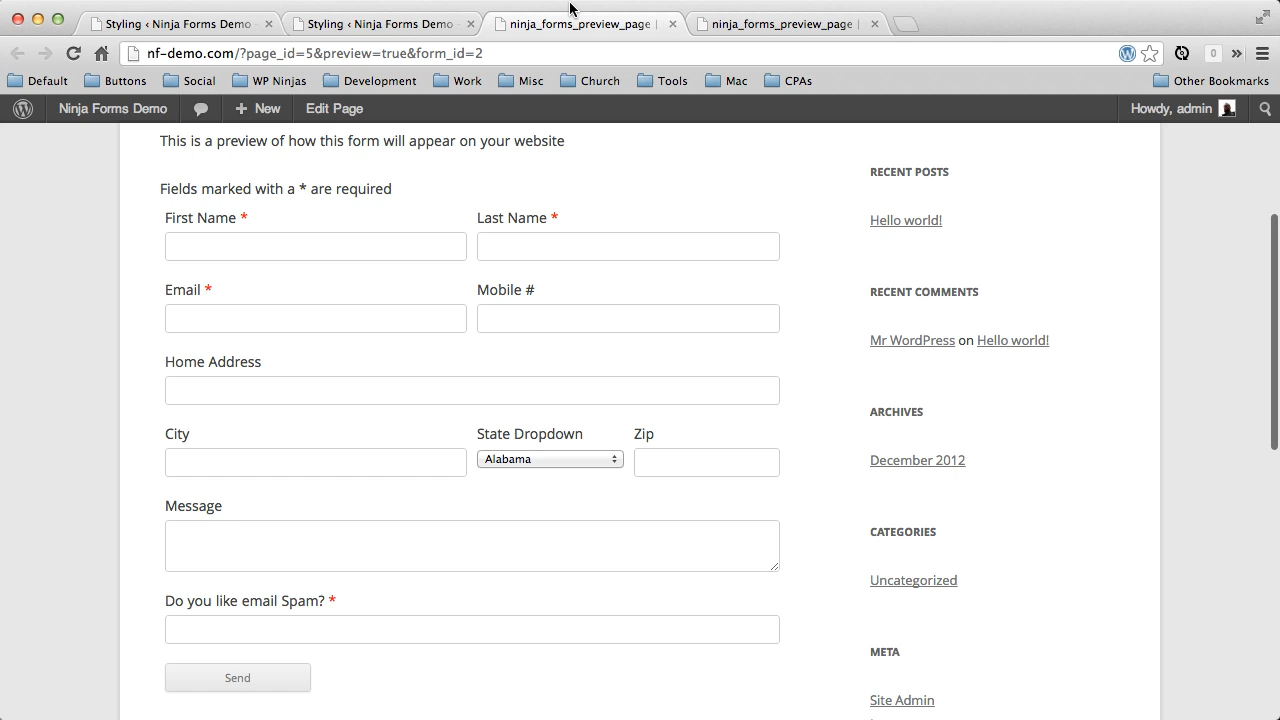 Styling ‹ Ninja Forms Demo
Styling ‹ Ninja Forms Demo
ninja_forms_preview_page |
ninja_forms_preview_page |
nf-demo.com/?page_id=5&preview=true&form_id=2
0
Default Buttons Social WP Ninjas Development Work Misc Church Tools Mac CPAs Other Bookmarks
Ninja Forms Demo + New Edit Page Howdy, admin
This is a preview of how this form will appear on your website
Fields marked with a * are required
First Name * Last Name *
Email * Mobile #
Home Address
City State Dropdown Zip
Alabama
Message
Do you like email Spam? *
Send
RECENT POSTS
Hello world!
RECENT COMMENTS
Mr WordPress on Hello world!
ARCHIVES
December 2012
CATEGORIES
Uncategorized
META
Site Admin